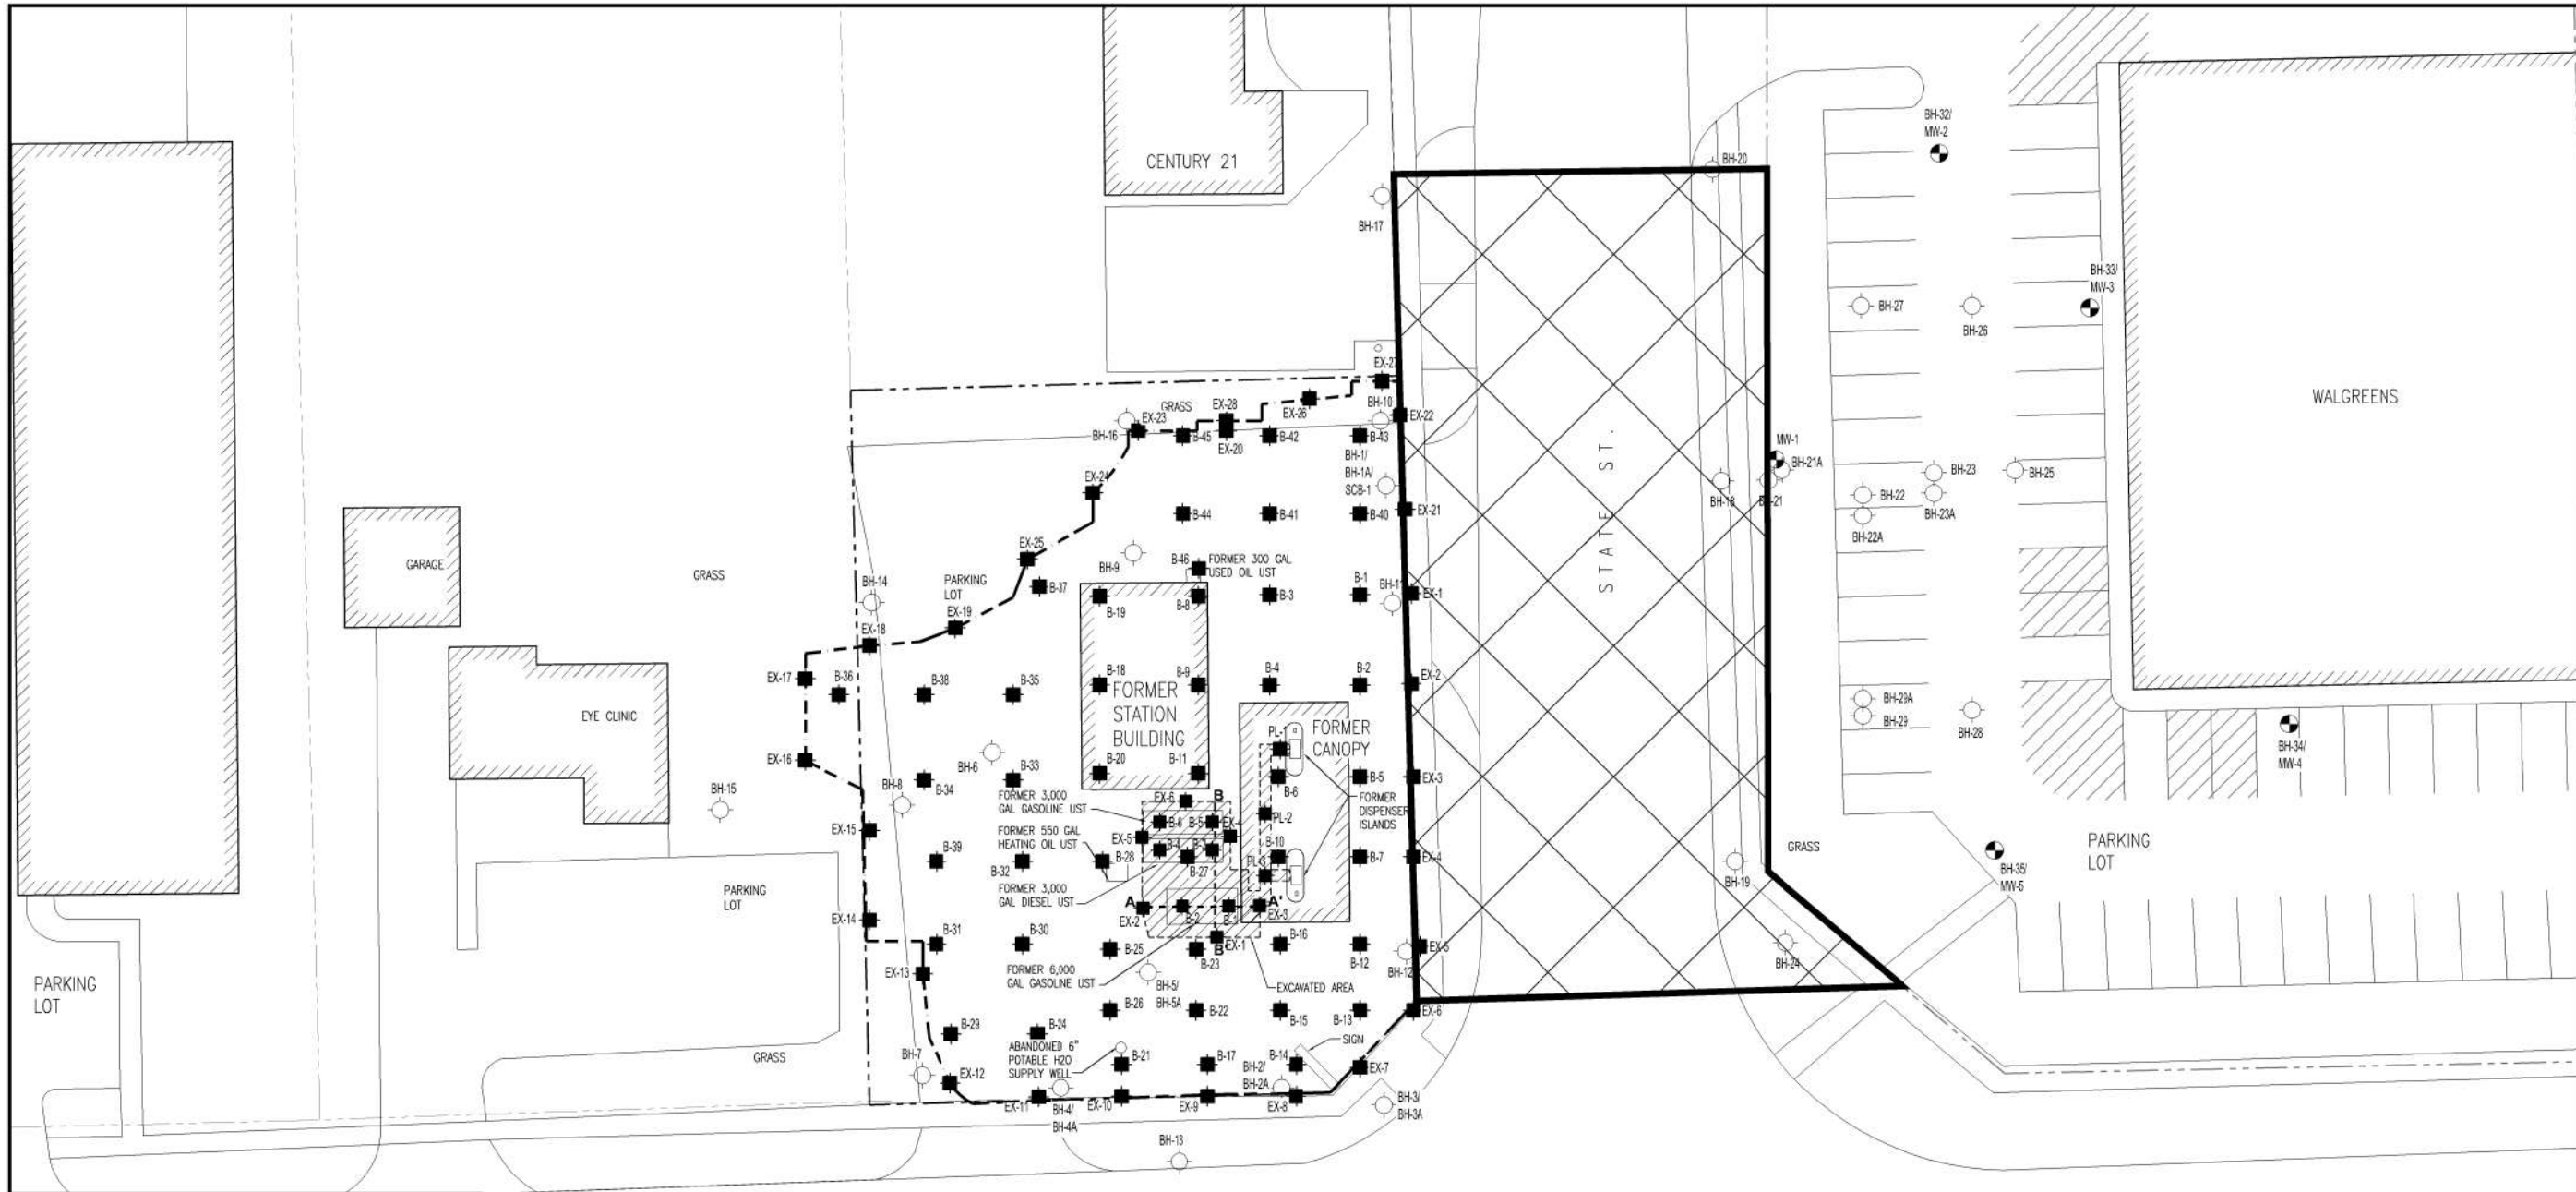 CENTURY 21
BH-32/
MW-2
BH-20
BH-17
BH-33/
MW-3
BH-27
BH-26
WALGREENS
EX-27
EX-26
BH-10
EX-22
GRASS
EX-28
EX-23
BH-16
B-45
EX-20
B-42
B-43
BH-1/
BH-1A/
SCB-1
STATE ST.
MW-1
BH-21A
BH-18
BH-21
BH-23
BH-25
BH-22
BH-23A
BH-22A
EX-24
B-44
B-41
B-40
EX-21
EX-25
BH-9
B-46
FORMER 300 GAL
USED OIL UST
GARAGE
GRASS
BH-14
PARKING
LOT
B-37
B-19
B-8
B-3
B-1
BH-11
EX-1
EX-19
EX-18
EX-17
B-36
B-38
B-35
B-18
B-9
B-4
B-2
EX-2
FORMER
STATION
BUILDING
EYE CLINIC
FORMER
CANOPY
PL-1
BH-29A
BH-29
BH-28
BH-34/
MW-4
EX-16
BH-6
B-33
B-34
BH-8
BH-15
B-20
B-11
B-6
B-5
EX-3
FORMER 3,000
GAL GASOLINE UST
EX-6
B
FORMER
DISPENSER
ISLANDS
PL-2
EX-15
EX-5
B-6
B-5
EX-4
FORMER 550 GAL
HEATING OIL UST
B-4
B-3
B-10
B-7
EX-4
B-39
B-32
B-28
B-27
PL-3
BH-19
GRASS
PARKING
LOT
BH-35/
MW-5
FORMER 3,000
GAL DIESEL UST
PARKING
LOT
A
EX-2
B-2
B-1
A'
EX-3
EX-14
B-31
B-30
B-25
B-23
EX-1
B'
B-16
B-12
EX-5
BH-12
BH-24
EX-13
FORMER 6,000
GAL GASOLINE UST
BH-5/
BH-5A
EXCAVATED AREA
PARKING
LOT
B-26
B-22
B-15
B-13
EX-6
B-29
B-24
SIGN
ABANDONED 6"
POTABLE H2O
SUPPLY WELL
B-21
B-17
B-14
BH-2/
BH-2A
EX-7
GRASS
BH-7
EX-12
EX-11
BH-4/
BH-4A
EX-10
EX-9
EX-8
BH-3/
BH-3A
BH-13